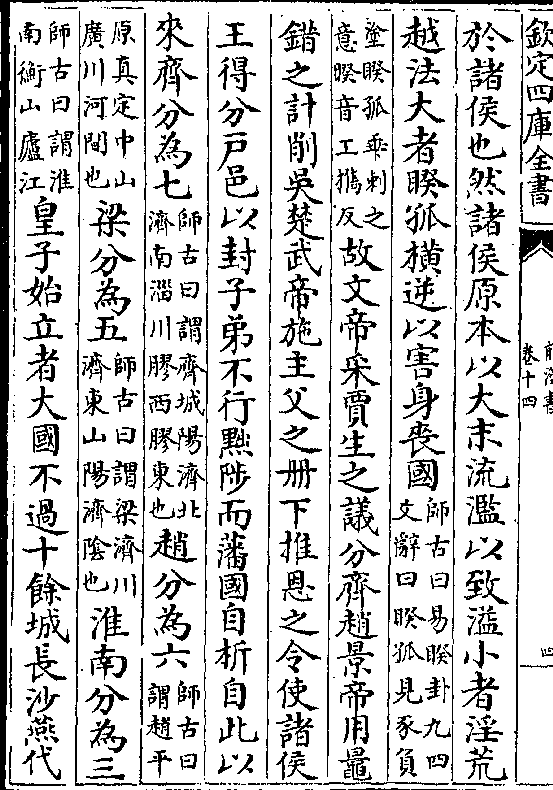 欽定四庫全書
前漢書
卷十四
四
於諸侯也然諸侯原本以大末流濫以致溢小者淫荒
越法大者睽孤橫逆以害身喪國師古曰易睽卦九四文辭曰睽孤見豕負
塗睽孤乖刺之意睽音工攜反故文帝采賈生之議分齊趙景帝用鼂
錯之計削吳楚武帝施主父之冊下推恩之令使諸侯
王得分戶邑以封子弟不行黜陟而藩國自析自此以
來齊分為七師古曰謂齊城陽濟北濟南淄川膠西膠東也趙分為六師古曰謂趙平
原真定中山廣川河間也梁分為五師古曰謂梁濟川濟東山陽濟陰也淮南分為三
師古曰謂淮南衡山廬江皇子始立者大國不過十餘城長沙燕代